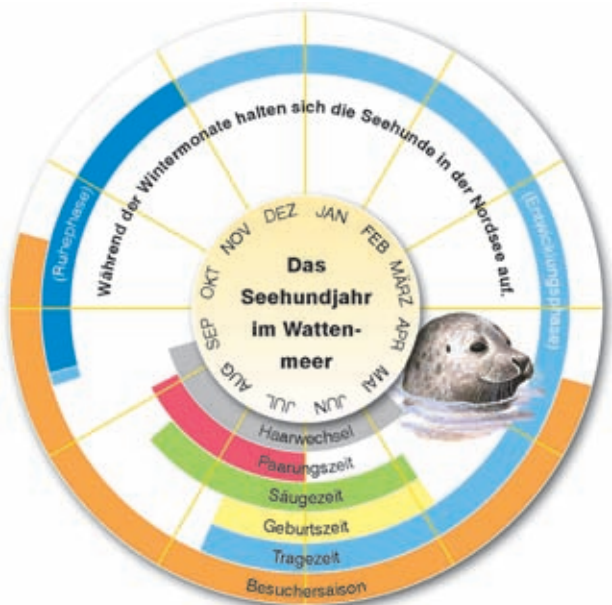 Während der Wintermonate halten sich die Seehunde in der Nordsee auf.
(Ruhephase)
(Entwicklungsphase)
JAN
FEB
MÄRZ
APR
MAI
JUN
JUL
AUG
SEP
OKT
NOV
DEZ
Das
Seehundjahr
im Watten-
meer
Haarwechsel
Paarungszeit
Säugezeit
Geburtszeit
Tragezeit
Besuchersaison